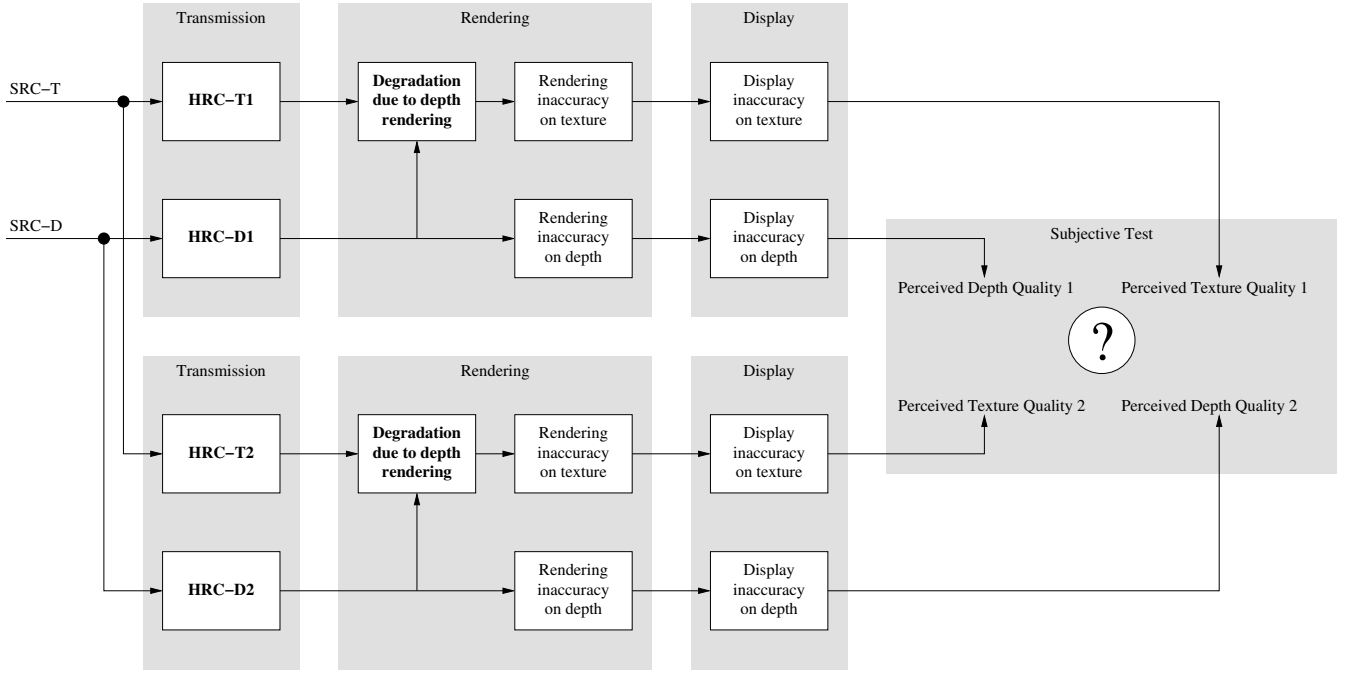 Transmission
Rendering
Display
SRC−T
HRC−T1
Degradation
due to depth
rendering
Rendering
inaccuracy
on texture
Display
inaccuracy
on texture
SRC−D
HRC−D1
Rendering
inaccuracy
on depth
Display
inaccuracy
on depth
Subjective Test
Perceived Depth Quality 1
Perceived Texture Quality 1
?
Perceived Texture Quality 2
Perceived Depth Quality 2
Transmission
Rendering
Display
HRC−T2
Degradation
due to depth
rendering
Rendering
inaccuracy
on texture
Display
inaccuracy
on texture
HRC−D2
Rendering
inaccuracy
on depth
Display
inaccuracy
on depth